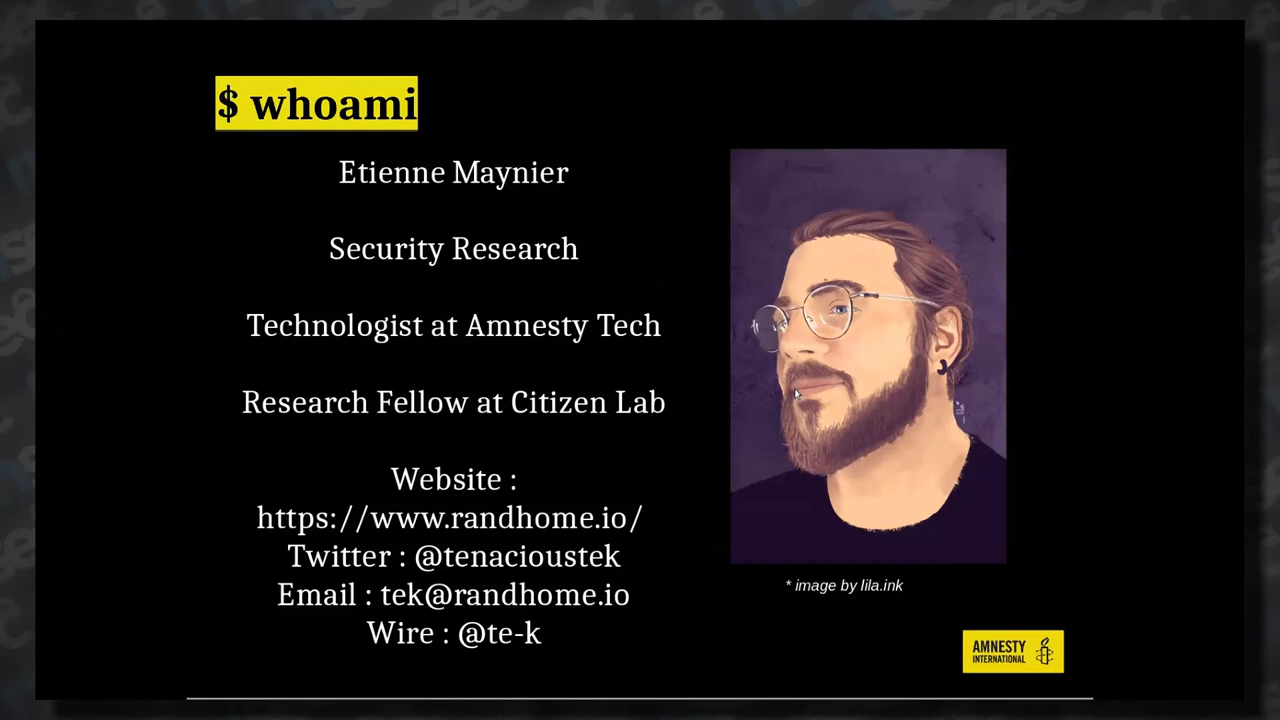 $ whoami
Etienne Maynier
Security Research
Technologist at Amnesty Tech
Research Fellow at Citizen Lab
Website :
https://www.randhome.io/
Twitter : @tenacioustek
Email : tek@randhome.io
Wire : @te-k
* image by lila.ink
AMNESTY
INTERNATIONAL